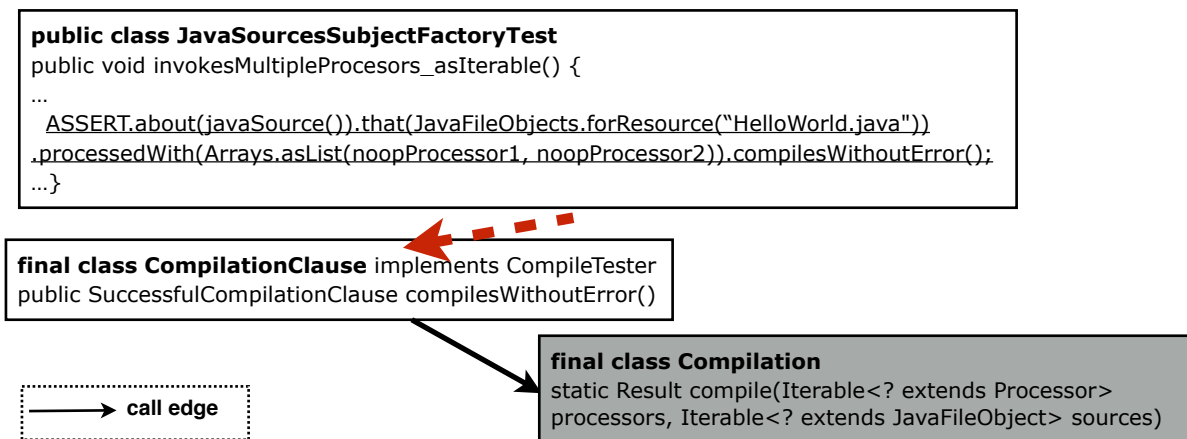 public class JavaSourcesSubjectFactoryTest
public void invokesMultipleProcesors_asIterable() {
…
ASSERT.about(javaSource()).that(JavaFileObjects.forResource(“HelloWorld.java"))
.processedWith(Arrays.asList(noopProcessor1, noopProcessor2)).compilesWithoutError();
…}
final class CompilationClause implements CompileTester
public SuccessfulCompilationClause compilesWithoutError()
final class Compilation
static Result compile(Iterable<? extends Processor>
processors, Iterable<? extends JavaFileObject> sources)
call edge